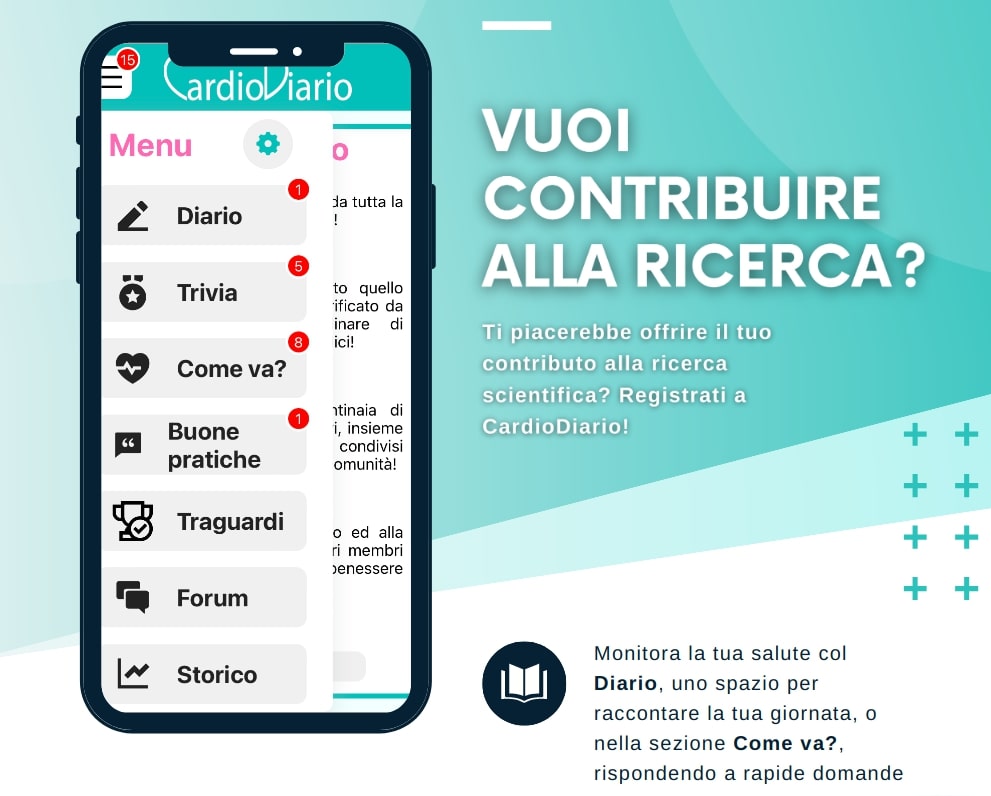 15
CardioDiario
Menu
o
1
Diario
5
Trivia
8
Come va?
1
Buone
pratiche
Traguardi
Forum
Storico
da tutta la
!
to quello
ificato da
inare di
ici!
ntinaia di
i, insieme
condivisi
omunità!
o ed alla
ri membri
benessere
VUOI
CONTRIBUIRE
ALLA RICERCA?
Ti piacerebbe offrire il tuo
contributo alla ricerca
scientifica? Registrati a
CardioDiario!
Monitora la tua salute col
Diario, uno spazio per
raccontare la tua giornata, o
nella sezione Come va?,
rispondendo a rapide domande